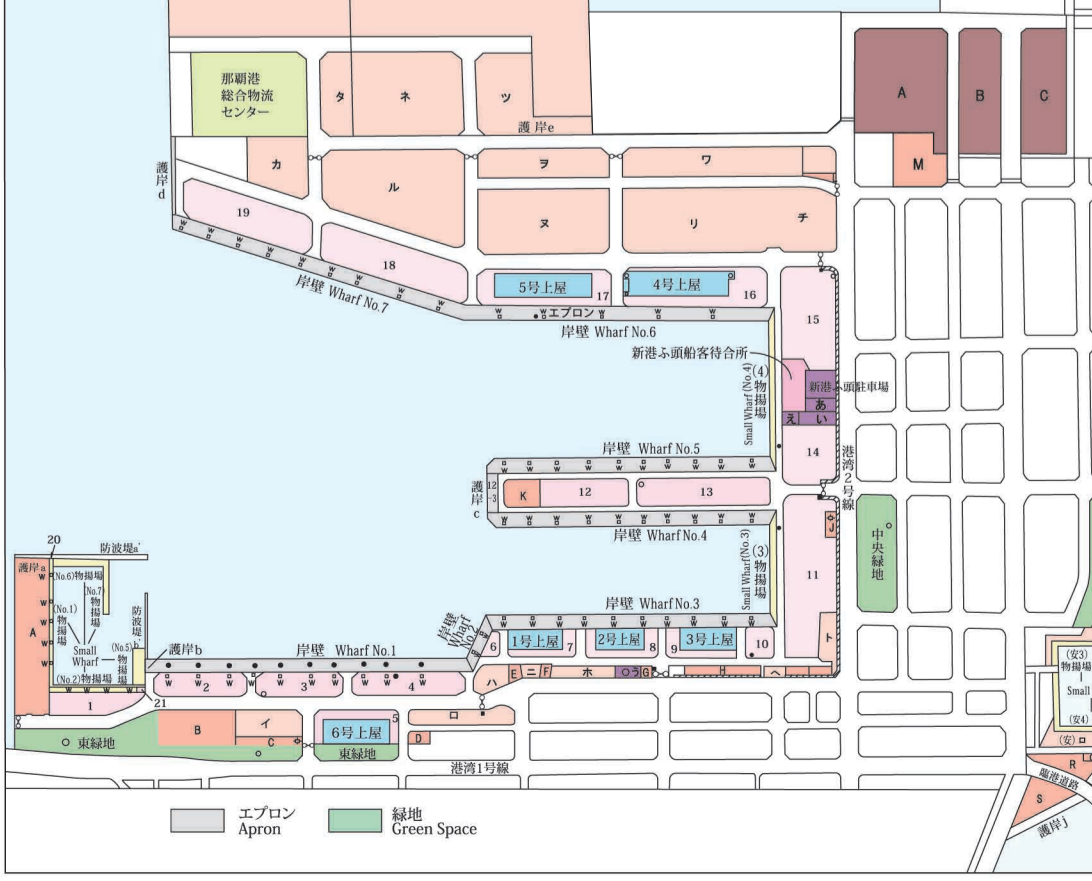 那覇港
総合物流
センター
タ
ネ
ツ
護岸e
A
B
C
M
カ
ル
ヲ
ワ
ヌ
リ
チ
護岸d
19
18
岸壁 Wharf No.7
5号上屋
17
4号上屋
16
エプロン
岸壁 Wharf No.6
15
新港ふ頭船客待合所
新港ふ頭駐車場
あ
え
い
Small Wharf (No.4)
(4)物揚場
14
港湾2号線
岸壁 Wharf No.5
護岸c
12
-3
K
12
13
岸壁 Wharf No.4
Small Wharf (No.3)
(3)物揚場
11
J
ト
中央緑地
20
防波堤a'
護岸a
(No.6)物揚場
(No.7)物揚場
(No.1)物揚場
防波堤b'
A
Small
Wharf
(No.5)物揚場
(No.2)物揚場
護岸b
岸壁 Wharf No.1
岸壁 Wharf No.2
岸壁 Wharf No.3
6
1号上屋
7
2号上屋
8
9
3号上屋
10
1
21
2
3
4
ハ
E
ニ
F
ホ
う
G
H
ヘ
B
イ
C
5
6号上屋
ロ
D
東緑地
東緑地
港湾1号線
(安3)
物揚場
Small
(安4)
(安)ロ
R
臨港道路
S
護岸j
エプロン
Apron
緑地
Green Space